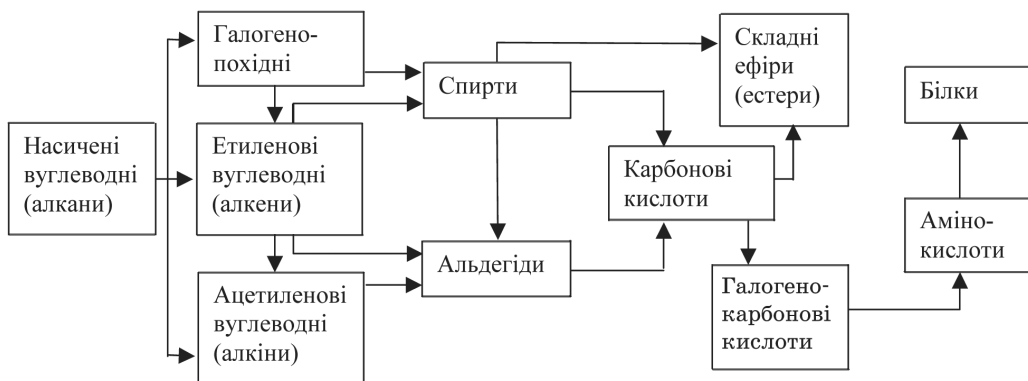 Галогено-
похідні
Спирти
Складні
ефіри
(естери)
Білки
Насичені
вуглеводні
(алкани)
Етиленові
вуглеводні
(алкени)
Карбонові
кислоти
Аміно-
кислоти
Альдегіди
Ацетиленові
вуглеводні
(алкіни)
Галогено-
карбонові
кислоти